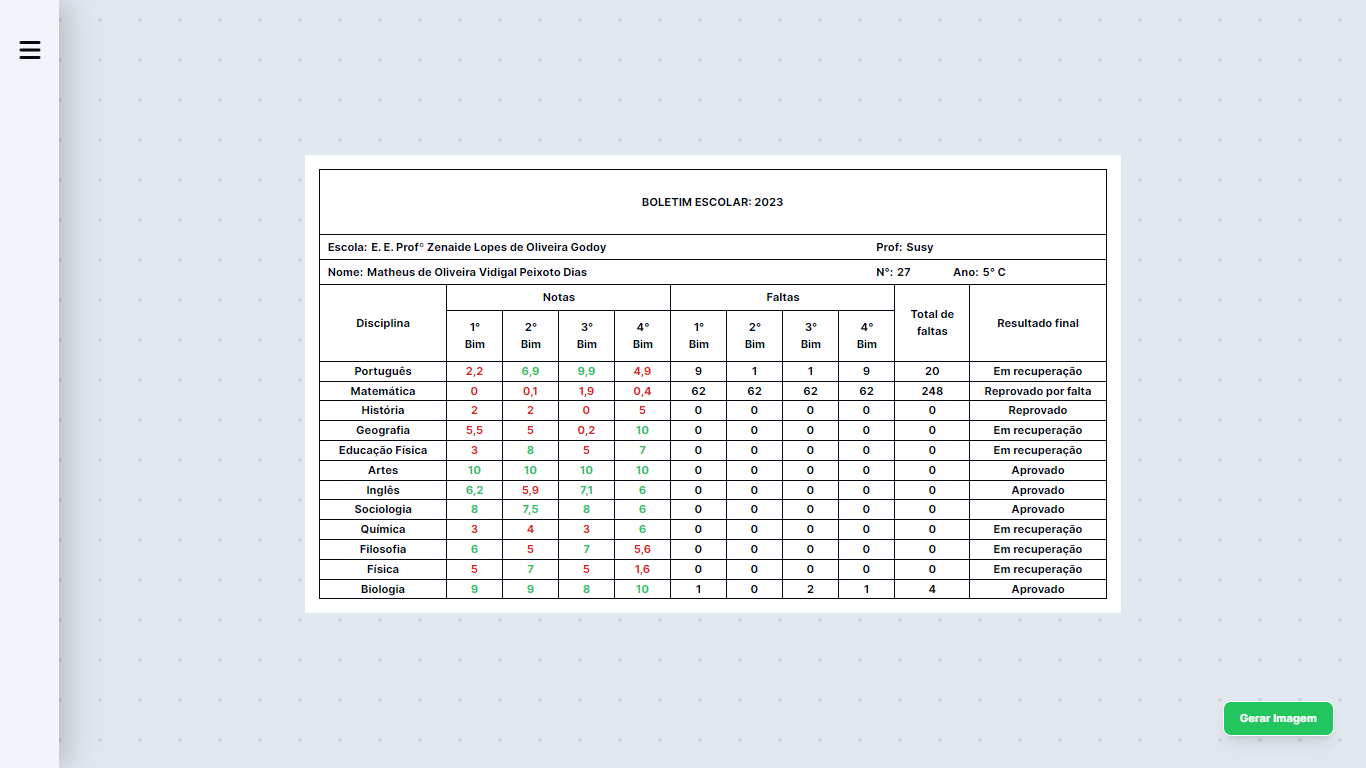 BOLETIM ESCOLAR: 2023
Escola: E. E. Profº Zenaide Lopes de Oliveira Godoy Prof: Susy
Nome: Matheus de Oliveira Vidigal Peixoto Dias N°: 27 Ano: 5° C
Disciplina Notas Faltas Total de faltas Resultado final
1° Bim 2° Bim 3° Bim 4° Bim 1° Bim 2° Bim 3° Bim 4° Bim
Português 2,2 6,9 9,9 4,9 9 1 1 9 20 Em recuperação
Matemática 0 0,1 1,9 0,4 62 62 62 62 248 Reprovado por falta
História 2 2 0 5 0 0 0 0 0 Reprovado
Geografia 5,5 5 0,2 10 0 0 0 0 0 Em recuperação
Educação Física 3 8 5 7 0 0 0 0 0 Em recuperação
Artes 10 10 10 10 0 0 0 0 0 Aprovado
Inglês 6,2 5,9 7,1 6 0 0 0 0 0 Aprovado
Sociologia 8 7,5 8 6 0 0 0 0 0 Aprovado
Química 3 4 3 6 0 0 0 0 0 Em recuperação
Filosofia 6 5 7 5,6 0 0 0 0 0 Em recuperação
Física 5 7 5 1,6 0 0 0 0 0 Em recuperação
Biologia 9 9 8 10 1 0 2 1 4 Aprovado
Gerar Imagem